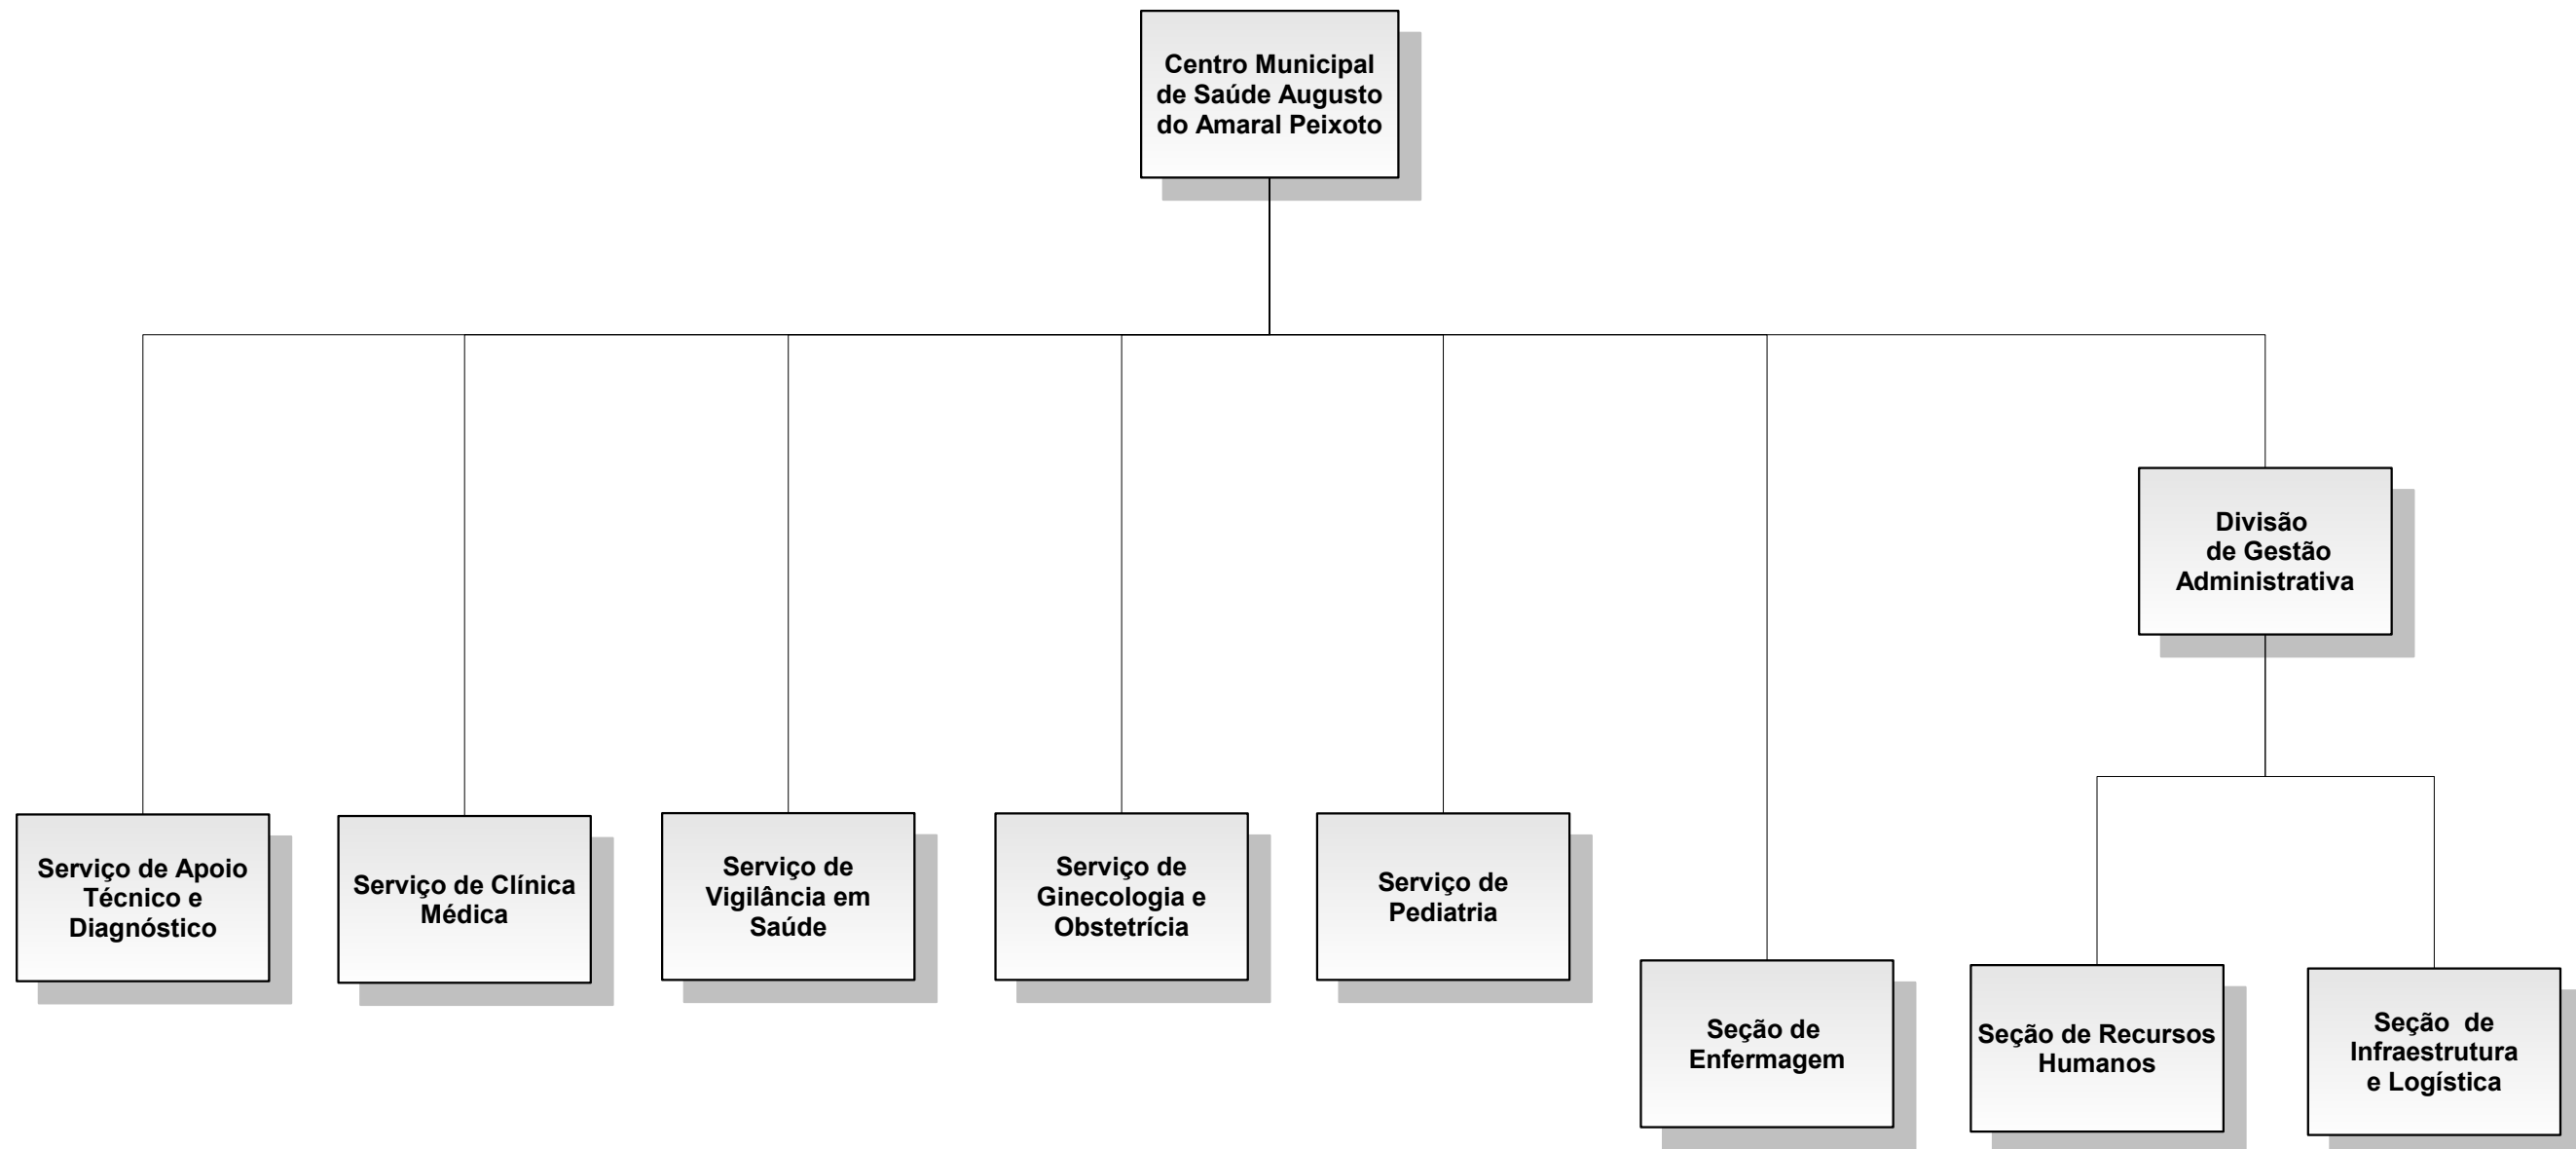 Centro Municipal
de Saúde Augusto
do Amaral Peixoto
Divisão
de Gestão
Administrativa
Serviço de Apoio
Técnico e
Diagnóstico
Serviço de Clínica
Médica
Serviço de
Vigilância em
Saúde
Serviço de
Ginecologia e
Obstetrícia
Serviço de
Pediatria
Seção de
Enfermagem
Seção de Recursos
Humanos
Seção  de
Infraestrutura
e Logística